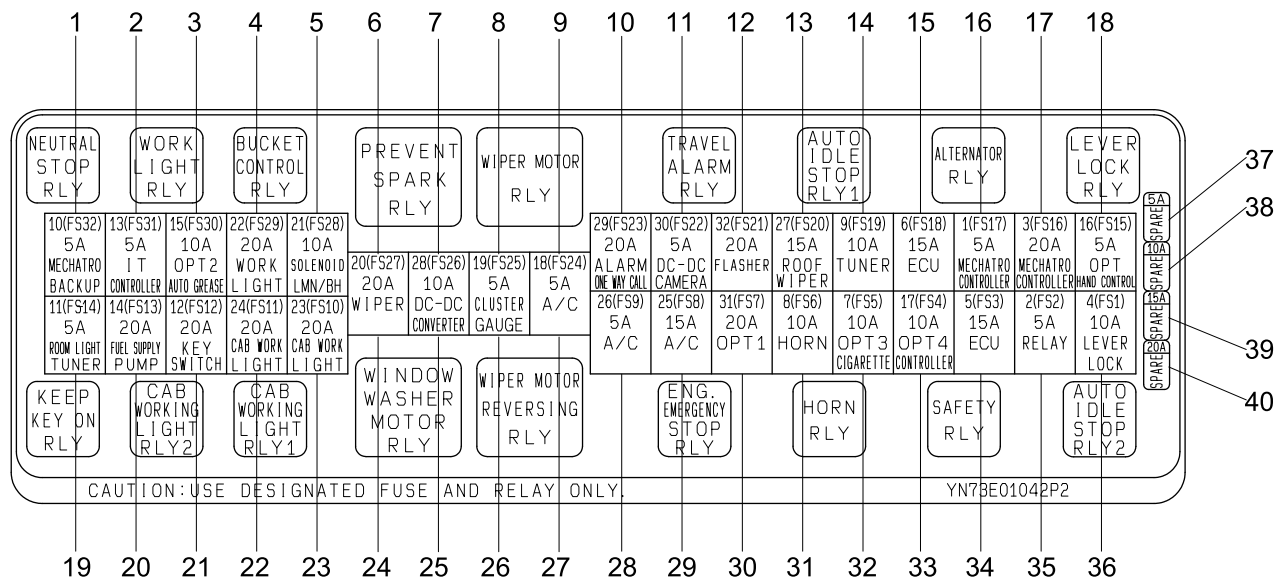 1 2 3 4 5 6 7 8 9 10 11 12 13 14 15 16 17 18
NEUTRAL
STOP
RLY
WORK
LIGHT
RLY
BUCKET
CONTROL
RLY
PREVENT
SPARK
RLY
WIPER MOTOR
RLY
TRAVEL
ALARM
RLY
AUTO
IDLE
STOP
RLY1
ALTERNATOR
RLY
LEVER
LOCK
RLY
10(FS32)
5A
MECHATRO
BACKUP
13(FS31)
5A
IT
CONTROLLER
15(FS30)
10A
OPT2
AUTO GREASE
22(FS29)
20A
WORK
LIGHT
21(FS28)
10A
SOLENOID
LMN/BH
20(FS27)
20A
WIPER
28(FS26)
10A
DC-DC
CONVERTER
19(FS25)
5A
CLUSTER
GAUGE
18(FS24)
5A
A/C
29(FS23)
20A
ALARM
ONE WAY CALL
30(FS22)
5A
DC-DC
CAMERA
32(FS21)
20A
FLASHER
27(FS20)
15A
ROOF
WIPER
9(FS19)
10A
TUNER
6(FS18)
15A
ECU
1(FS17)
5A
MECHATRO
CONTROLLER
3(FS16)
20A
MECHATRO
CONTROLLER
16(FS15)
5A
OPT
HAND CONTROL
11(FS14)
5A
ROOM LIGHT
TUNER
14(FS13)
20A
FUEL SUPPLY
PUMP
12(FS12)
20A
KEY
SWITCH
24(FS11)
20A
CAB WORK
LIGHT
23(FS10)
20A
CAB WORK
LIGHT
26(FS9)
5A
A/C
25(FS8)
15A
A/C
31(FS7)
20A
OPT1
8(FS6)
10A
HORN
7(FS5)
10A
OPT3
CIGARETTE
17(FS4)
10A
OPT4
CONTROLLER
5(FS3)
15A
ECU
2(FS2)
5A
RELAY
4(FS1)
10A
LEVER
LOCK
5A
SPARE
37
10A
SPARE
38
15A
SPARE
39
20A
SPARE
40
KEEP
KEY ON
RLY
CAB
WORKING
LIGHT
RLY2
CAB
WORKING
LIGHT
RLY1
WINDOW
WASHER
MOTOR
RLY
WIPER MOTOR
REVERSING
RLY
ENG.
EMERGENCY
STOP
RLY
HORN
RLY
SAFETY
RLY
AUTO
IDLE
STOP
RLY2
CAUTION:USE DESIGNATED FUSE AND RELAY ONLY.
YN73E01042P2
19 20 21 22 23 24 25 26 27 28 29 30 31 32 33 34 35 36